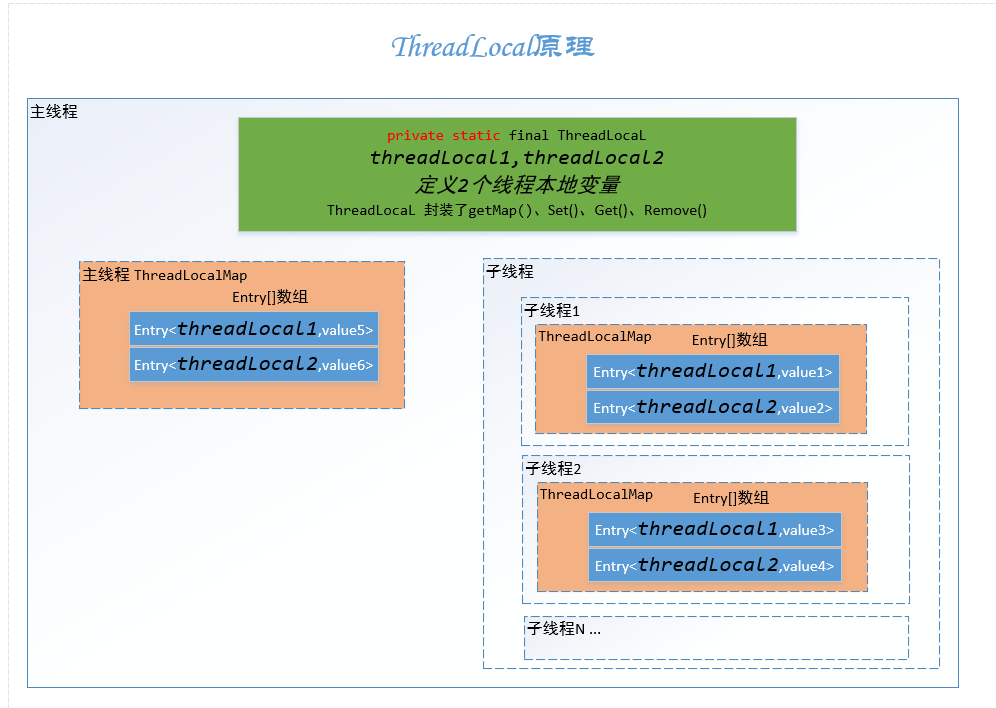 ThreadLocal原理
主线程
private static final ThreadLocaL
threadLocal1,threadLocal2
定义2个线程本地变量
ThreadLocaL 封装了getMap()、Set()、Get()、Remove()
主线程 ThreadLocalMap
Entry[]数组
Entry<threadLocal1,value5>
Entry<threadLocal2,value6>
子线程
子线程1
ThreadLocalMap
Entry[]数组
Entry<threadLocal1,value1>
Entry<threadLocal2,value2>
子线程2
ThreadLocalMap
Entry[]数组
Entry<threadLocal1,value3>
Entry<threadLocal2,value4>
子线程N ...